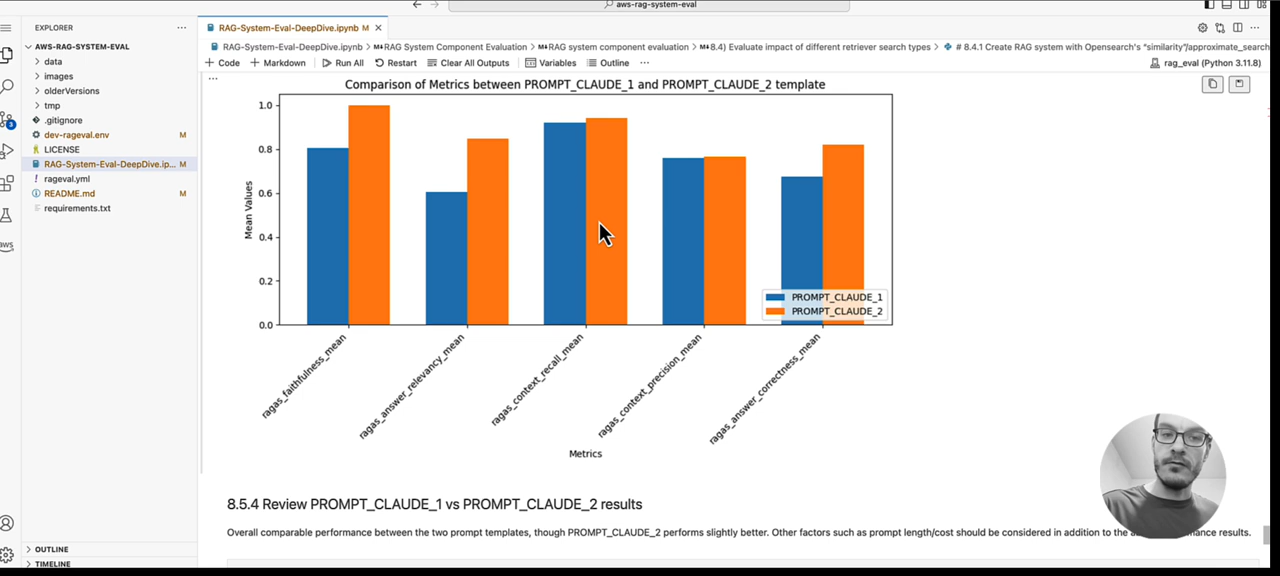 aws-rag-system-eval
EXPLORER
AWS-RAG-SYSTEM-EVAL
data
images
olderVersions
tmp
.gitignore
dev-rageval.env M
LICENSE
RAG-System-Eval-DeepDive.ip... M
rageval.yml
README.md M
requirements.txt
OUTLINE
TIMELINE
3
aws
RAG-System-Eval-DeepDive.ipynb M
RAG-System-Eval-DeepDive.ipynb > M↓RAG System Component Evaluation > M↓RAG system component evaluation > M↓8.4) Evaluate impact of different retriever search types > # 8.4.1 Create RAG system with Opensearch's "similarity"/approximate_search
+ Code + Markdown Run All Restart Clear All Outputs Variables Outline ... rag_eval (Python 3.11.8)
Comparison of Metrics between PROMPT_CLAUDE_1 and PROMPT_CLAUDE_2 template
Mean Values
1.0
0.8
0.6
0.4
0.2
0.0
PROMPT_CLAUDE_1
PROMPT_CLAUDE_2
ragas_faithfulness_mean
ragas_answer_relevancy_mean
ragas_context_recall_mean
ragas_context_precision_mean
ragas_answer_correctness_mean
Metrics
8.5.4 Review PROMPT_CLAUDE_1 vs PROMPT_CLAUDE_2 results
Overall comparable performance between the two prompt templates, though PROMPT_CLAUDE_2 performs slightly better. Other factors such as prompt length/cost should be considered in addition to the results.